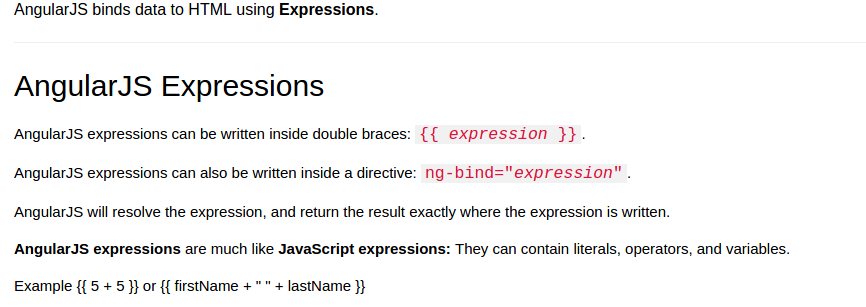 AngularJS binds data to HTML using Expressions.
AngularJS Expressions
AngularJS expressions can be written inside double braces: {{ expression }}.
AngularJS expressions can also be written inside a directive: ng-bind="expression".
AngularJS will resolve the expression, and return the result exactly where the expression is written.
AngularJS expressions are much like JavaScript expressions: They can contain literals, operators, and variables.
Example {{ 5 + 5 }} or {{ firstName + " " + lastName }}